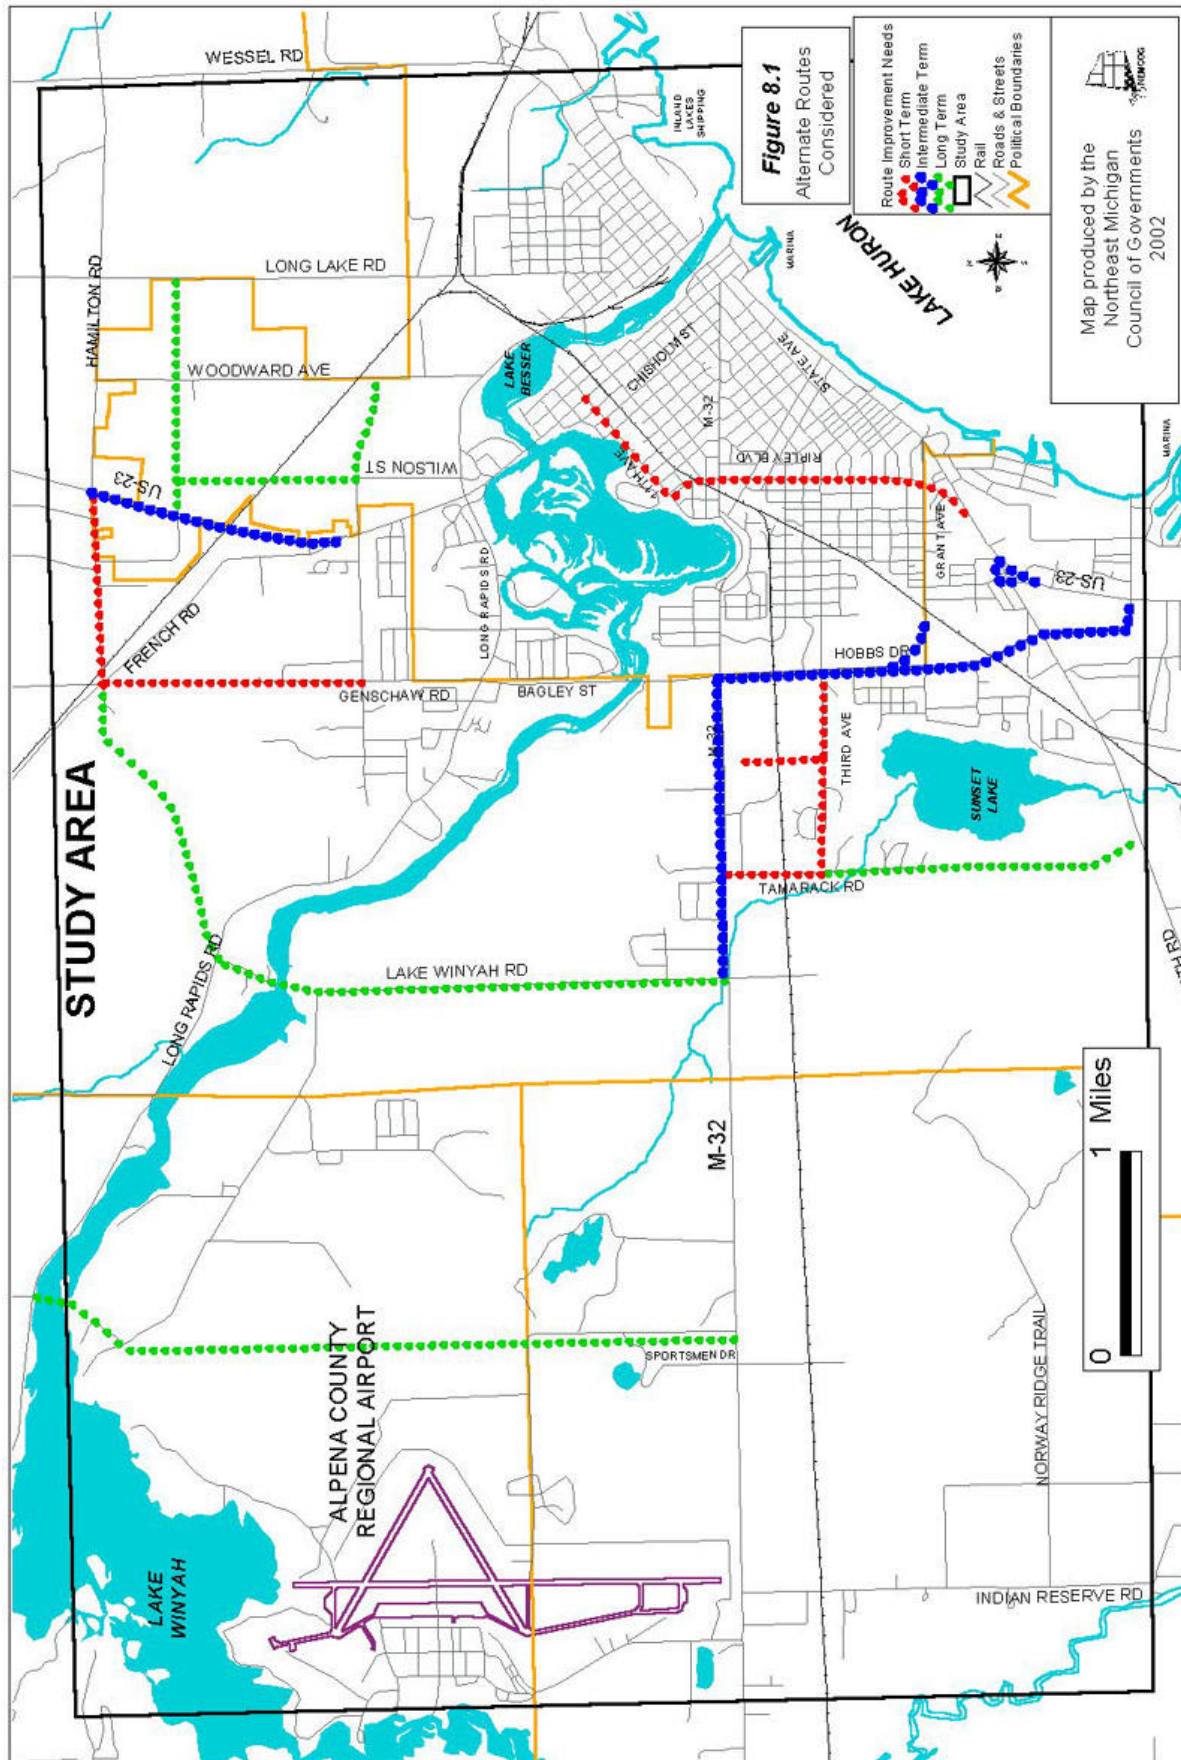 WESSEL RD
HAMILTON RD
LONG LAKE RD
WOODWARD AVE
WILSON ST
US-23
FRENCH RD
GENSCHAW RD
BAGLEY ST
LONG RAPIDS RD
STUDY AREA
LONG RAPIDS RD
LAKE WINYAH RD
LAKE
BESSER
INLAND
LAKES
SHIPPING
Figure 8.1
Alternate Routes
Considered
Route Improvement Needs
Short Term
Intermediate Term
Long Term
Study Area
Rail
Roads & Streets
Political Boundaries
N
E
S
W
NEMCOG
Map produced by the
Northeast Michigan
Council of Governments
2002
LAKE HURON
MARINA
MARINA
CHISHOLM ST
STATE AVE
M-32
RIPLEY BLVD
GRANT AVE
US-23
HOBBS DR
M-32
THIRD AVE
TAMARACK RD
SUNSET
LAKE
M-32
SPORTSMEN DR
ALPENA COUNTY
REGIONAL AIRPORT
LAKE
WINYAH
NORWAY RIDGE TRAIL
INDIAN RESERVE RD
0 1 Miles